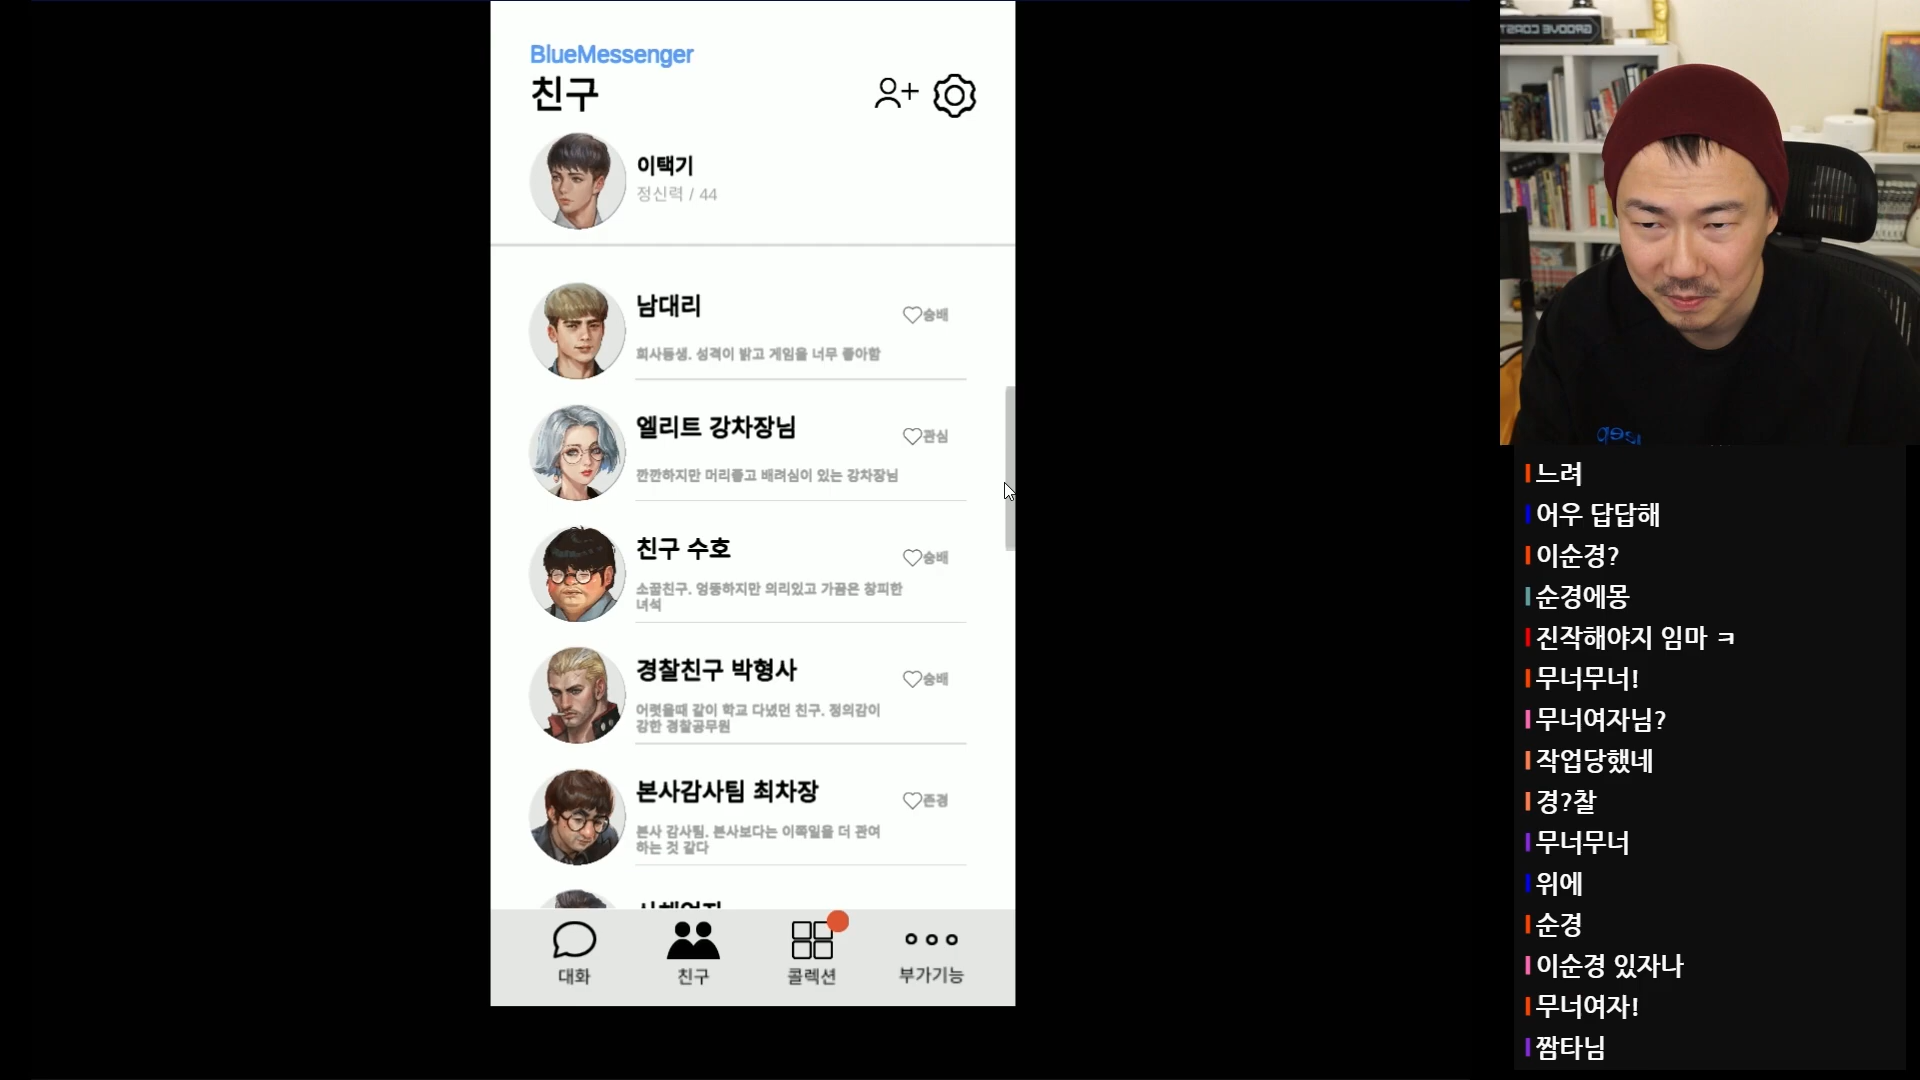 BlueMessenger
친구
이택기
정신력 / 44
남대리
숭배
회사동생. 성격이 밝고 게임을 너무 좋아함
엘리트 강차장님
관심
깐깐하지만 머리좋고 배려심이 있는 강차장님
친구 수호
숭배
소꿉친구. 엉뚱하지만 의리있고 가끔은 창피한
녀석
경찰친구 박형사
숭배
어렸을때 같이 학교 다녔던 친구. 정의감이
강한 경찰공무원
본사감사팀 최차장
존경
본사 감사팀. 본사보다는 이쪽일을 더 관여
하는 것 같다
대화
친구
콜렉션
부가기능
GROOVE COAST
느려
어우 답답해
이순경?
순경에몽
진작해야지 임마 ㅋ
무너무너!
무너여자님?
작업당했네
경?찰
무너무너
위에
순경
이순경 있자나
무너여자!
짬타님